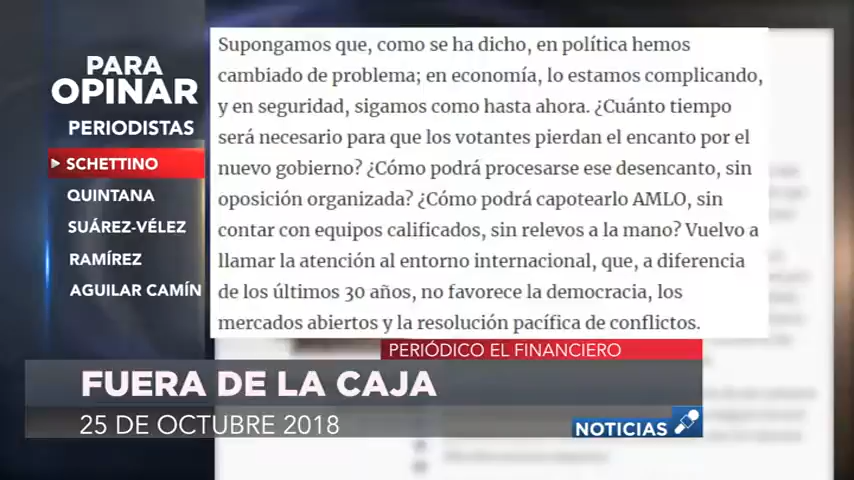 PARA
OPINAR
PERIODISTAS
SCHETTINO
QUINTANA
SUÁREZ-VÉLEZ
RAMÍREZ
AGUILAR CAMÍN
Supongamos que, como se ha dicho, en política hemos
cambiado de problema; en economía, lo estamos complicando,
y en seguridad, sigamos como hasta ahora. ¿Cuánto tiempo
será necesario para que los votantes pierdan el encanto por el
nuevo gobierno? ¿Cómo podrá procesarse ese desencanto, sin
oposición organizada? ¿Cómo podrá capotearlo AMLO, sin
contar con equipos calificados, sin relevos a la mano? Vuelvo a
llamar la atención al entorno internacional, que, a diferencia
de los últimos 30 años, no favorece la democracia, los
mercados abiertos y la resolución pacífica de conflictos.
PERIÓDICO EL FINANCIERO
FUERA DE LA CAJA
25 DE OCTUBRE 2018
NOTICIAS